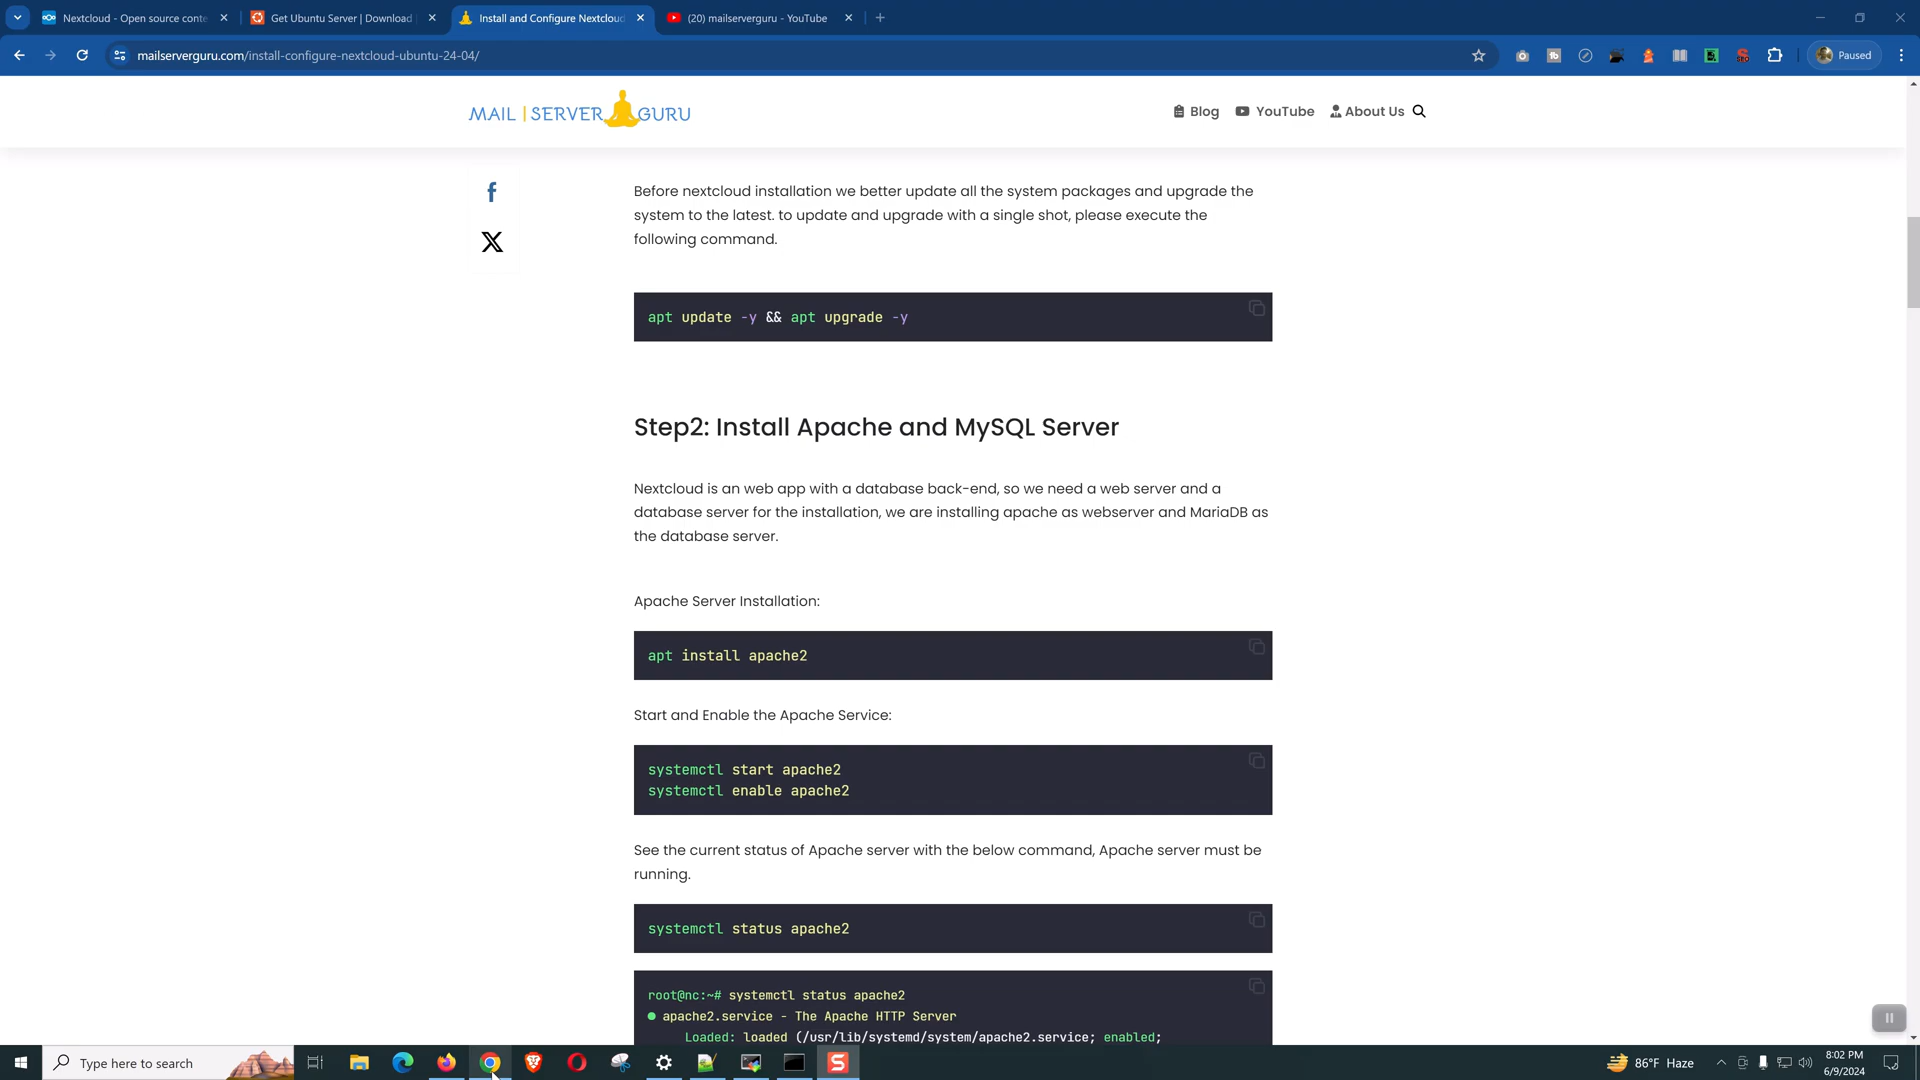 Nextcloud - Open source conte
Get Ubuntu Server | Download
Install and Configure Nextcloud
(20) mailserverguru - YouTube
mailserverguru.com/install-configure-nextcloud-ubuntu-24-04/
Paused
MAIL | SERVER GURU
Blog
YouTube
About Us
Before nextcloud installation we better update all the system packages and upgrade the
system to the latest. to update and upgrade with a single shot, please execute the
following command.
apt update -y && apt upgrade -y
Step2: Install Apache and MySQL Server
Nextcloud is an web app with a database back-end, so we need a web server and a
database server for the installation, we are installing apache as webserver and MariaDB as
the database server.
Apache Server Installation:
apt install apache2
Start and Enable the Apache Service:
systemctl start apache2
systemctl enable apache2
See the current status of Apache server with the below command, Apache server must be
running.
systemctl status apache2
root@nc:~# systemctl status apache2
● apache2.service - The Apache HTTP Server
Loaded: loaded (/usr/lib/systemd/system/apache2.service; enabled;
Type here to search
86°F Haze
8:02 PM
6/9/2024